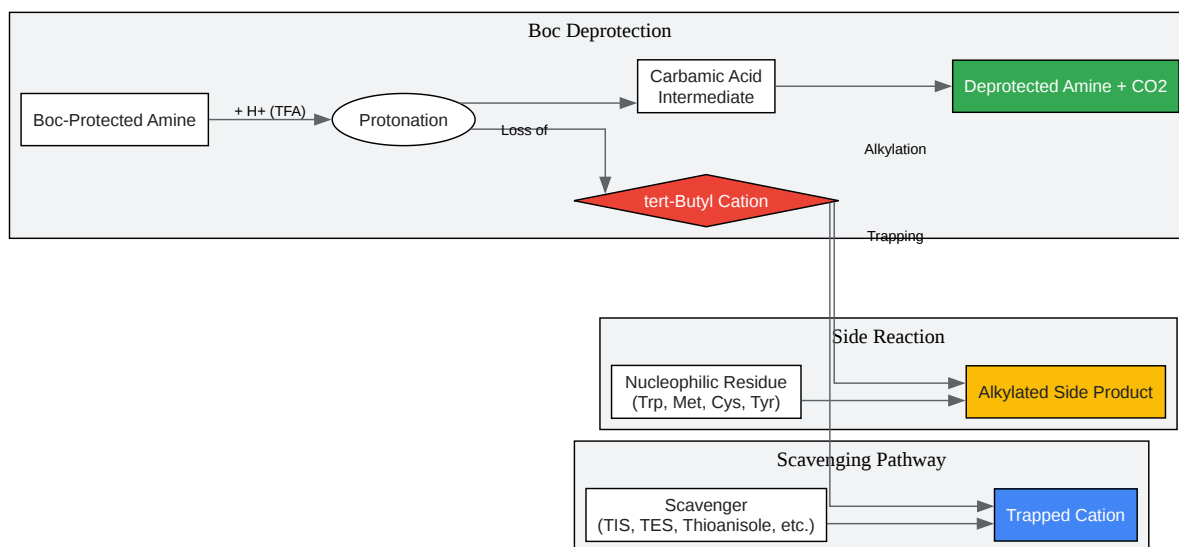 Boc Deprotection
Boc-Protected Amine
+ H+ (TFA)
Protonation
Loss of
Carbamic Acid
Intermediate
Deprotected Amine + CO2
Alkylation
tert-Butyl Cation
Trapping
Side Reaction
Nucleophilic Residue
(Trp, Met, Cys, Tyr)
Alkylated Side Product
Scavenging Pathway
Scavenger
(TIS, TES, Thioanisole, etc.)
Trapped Cation